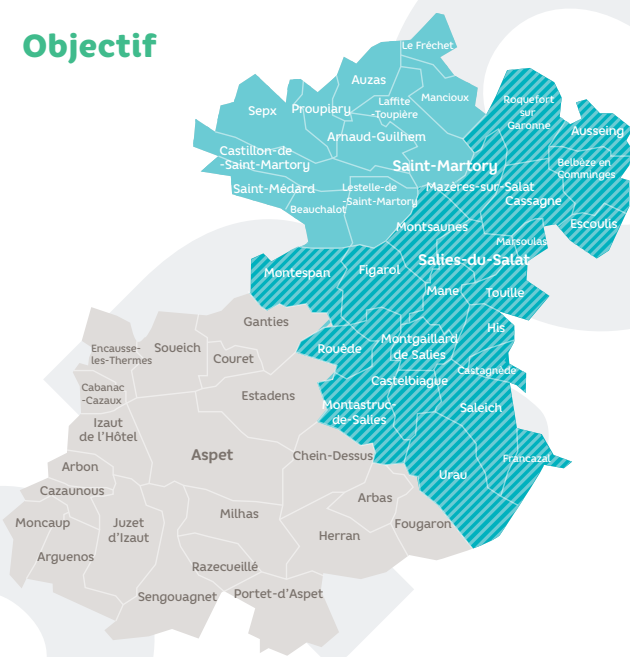 Objectif
Le Fréchet
Auzas
Mancioux
Laffite
-Toupière
Sepx
Proupiary
Arnaud-Guilhem
Roquefort
sur
Garonne
Ausseing
Castillon-de
-Saint-Martory
Saint-Martory
Belbèze en
Comminges
Saint-Médard
Lestelle-de
-Saint-Martory
Mazères-sur-Salat
Cassagne
Beauchalot
Montsaunes
Escoulis
Marsoulas
Salies-du-Salat
Montespan
Figarol
Mane
Touille
Ganties
His
Encausse-
les-Thermes
Soueich
Couret
Rouède
Montgaillard
de Salies
Castagnède
Cabanac
-Cazaux
Estadens
Castelbiague
Montastruc-
de-Salies
Saleich
Izaut
de l'Hôtel
Aspet
Chein-Dessus
Francazal
Arbon
Urau
Cazaunous
Arbas
Moncaup
Juzet
d'Izaut
Milhas
Fougaron
Herran
Arguenos
Razecueillé
Sengouagnet
Portet-d'Aspet